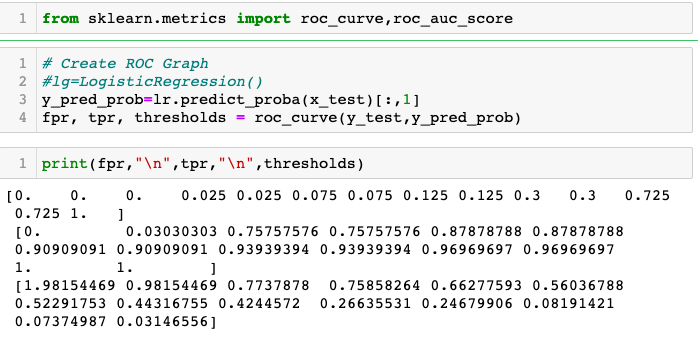 1 from sklearn.metrics import roc_curve,roc_auc_score
1 # Create ROC Graph
2 #lg=LogisticRegression()
3 y_pred_prob=lr.predict_proba(x_test)[:,1]
4 fpr, tpr, thresholds = roc_curve(y_test,y_pred_prob)
1 print(fpr,"\n",tpr,"\n",thresholds)
[0.    0.    0.    0.025 0.025 0.075 0.075 0.125 0.125 0.3   0.3   0.725
 0.725 1.   ]
 [0.         0.03030303 0.75757576 0.75757576 0.87878788 0.87878788
 0.90909091 0.90909091 0.93939394 0.93939394 0.96969697 0.96969697
 1.         1.        ]
 [1.98154469 0.98154469 0.7737878  0.75858264 0.66277593 0.56036788
 0.52291753 0.44316755 0.4244572  0.26635531 0.24679906 0.08191421
 0.07374987 0.03146556]